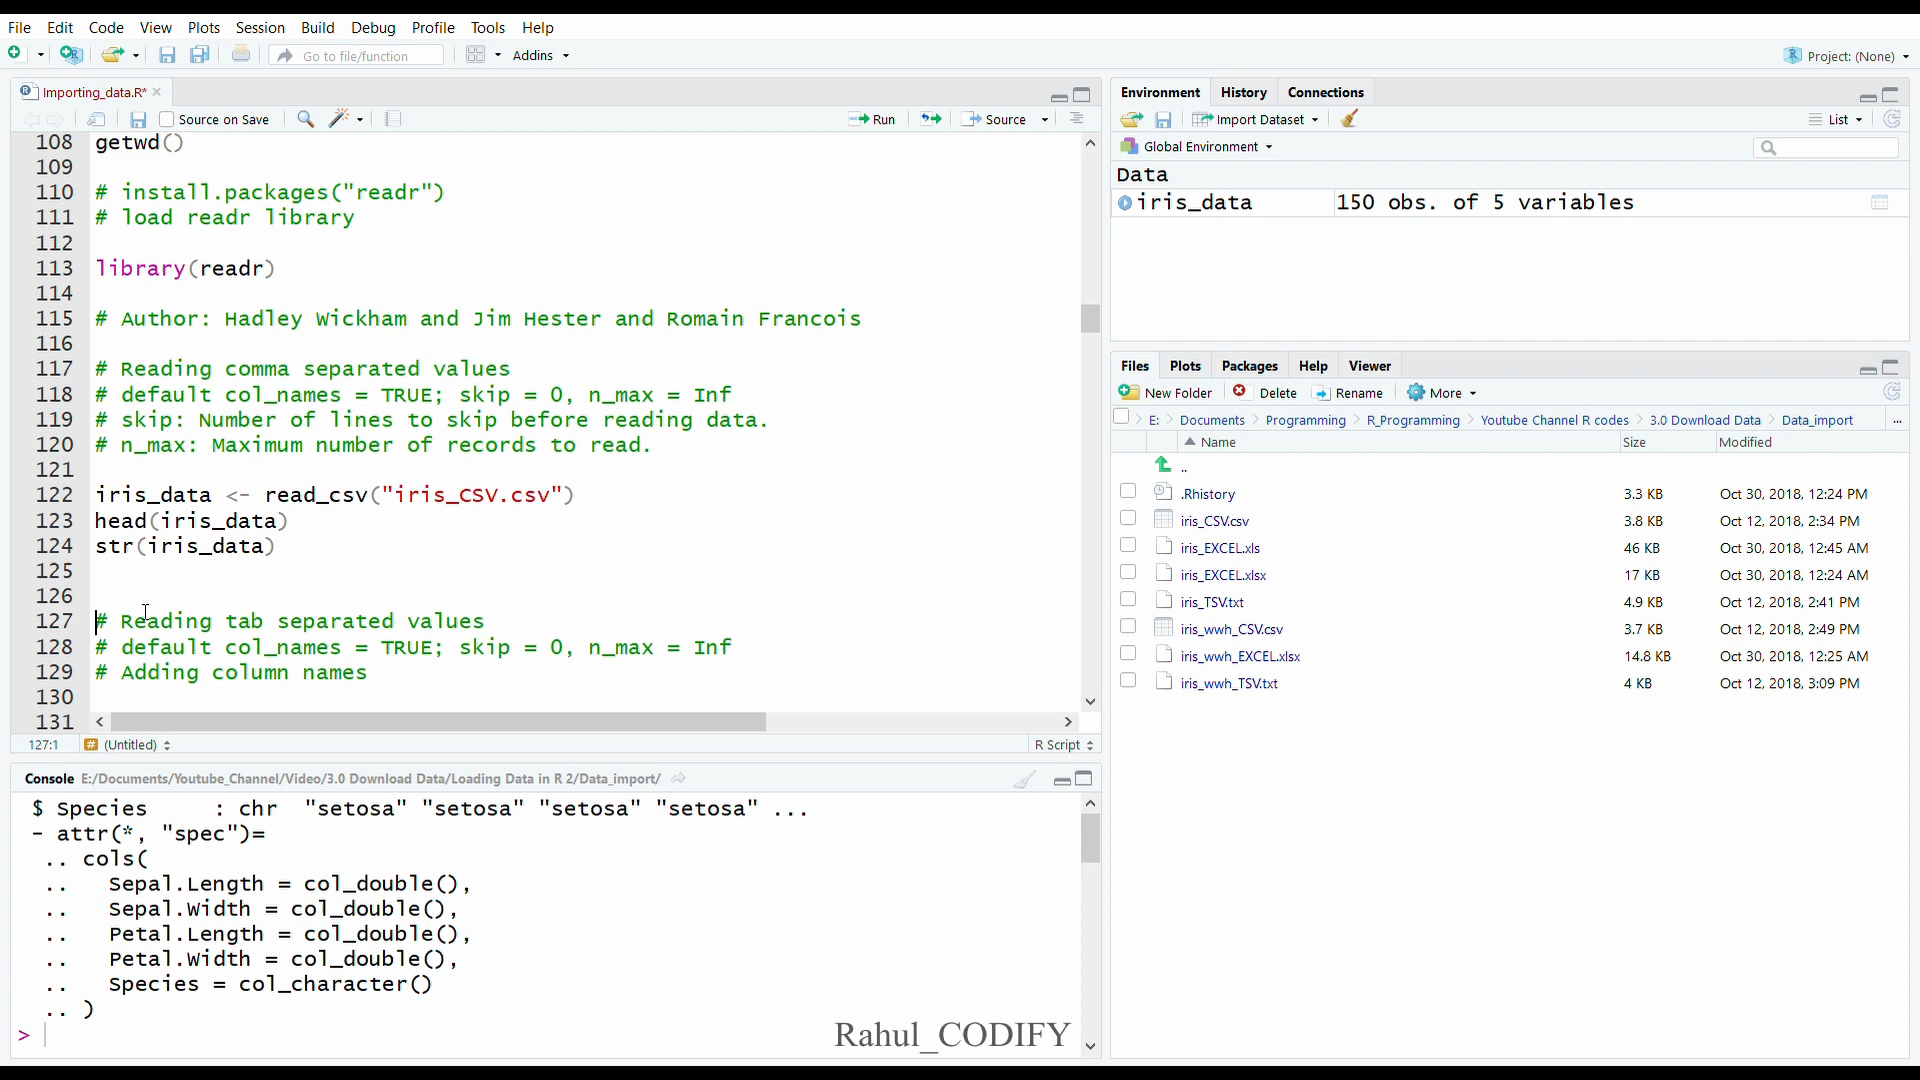 File Edit Code View Plots Session Build Debug Profile Tools Help
Go to file/function Addins Project: (None)
Importing_data.R*
Source on Save Run Source
108 getwd()
109
110 # install.packages("readr")
111 # load readr library
112
113 library(readr)
114
115 # Author: Hadley Wickham and Jim Hester and Romain Francois
116
117 # Reading comma separated values
118 # default col_names = TRUE; skip = 0, n_max = Inf
119 # skip: Number of lines to skip before reading data.
120 # n_max: Maximum number of records to read.
121
122 iris_data <- read_csv("iris_CSV.csv")
123 head(iris_data)
124 str(iris_data)
125
126
127 # Reading tab separated values
128 # default col_names = TRUE; skip = 0, n_max = Inf
129 # Adding column names
130
131
127:1 # (Untitled) R Script
Console E:/Documents/Youtube_Channel/Video/3.0 Download Data/Loading Data in R 2/Data_import/
$ Species : chr "setosa" "setosa" "setosa" "setosa" ...
- attr(*, "spec")=
.. cols(
.. Sepal.Length = col_double(),
.. Sepal.Width = col_double(),
.. Petal.Length = col_double(),
.. Petal.Width = col_double(),
.. Species = col_character()
.. )
>
Rahul_CODIFY
Environment History Connections
Import Dataset List
Global Environment
Data
iris_data 150 obs. of 5 variables
Files Plots Packages Help Viewer
New Folder Delete Rename More
E: Documents Programming R_Programming Youtube Channel R codes 3.0 Download Data Data_import ...
Name Size Modified
..
.Rhistory 3.3 KB Oct 30, 2018, 12:24 PM
iris_CSV.csv 3.8 KB Oct 12, 2018, 2:34 PM
iris_EXCEL.xls 46 KB Oct 30, 2018, 12:45 AM
iris_EXCEL.xlsx 17 KB Oct 30, 2018, 12:24 AM
iris_TSV.txt 4.9 KB Oct 12, 2018, 2:41 PM
iris_wwh_CSV.csv 3.7 KB Oct 12, 2018, 2:49 PM
iris_wwh_EXCEL.xlsx 14.8 KB Oct 30, 2018, 12:25 AM
iris_wwh_TSV.txt 4 KB Oct 12, 2018, 3:09 PM